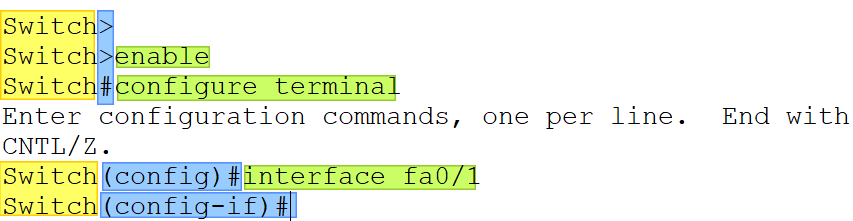 Switch>
Switch>enable
Switch#configure terminal
Enter configuration commands, one per line.  End with
CNTL/Z.
Switch(config)#interface fa0/1
Switch(config-if)#